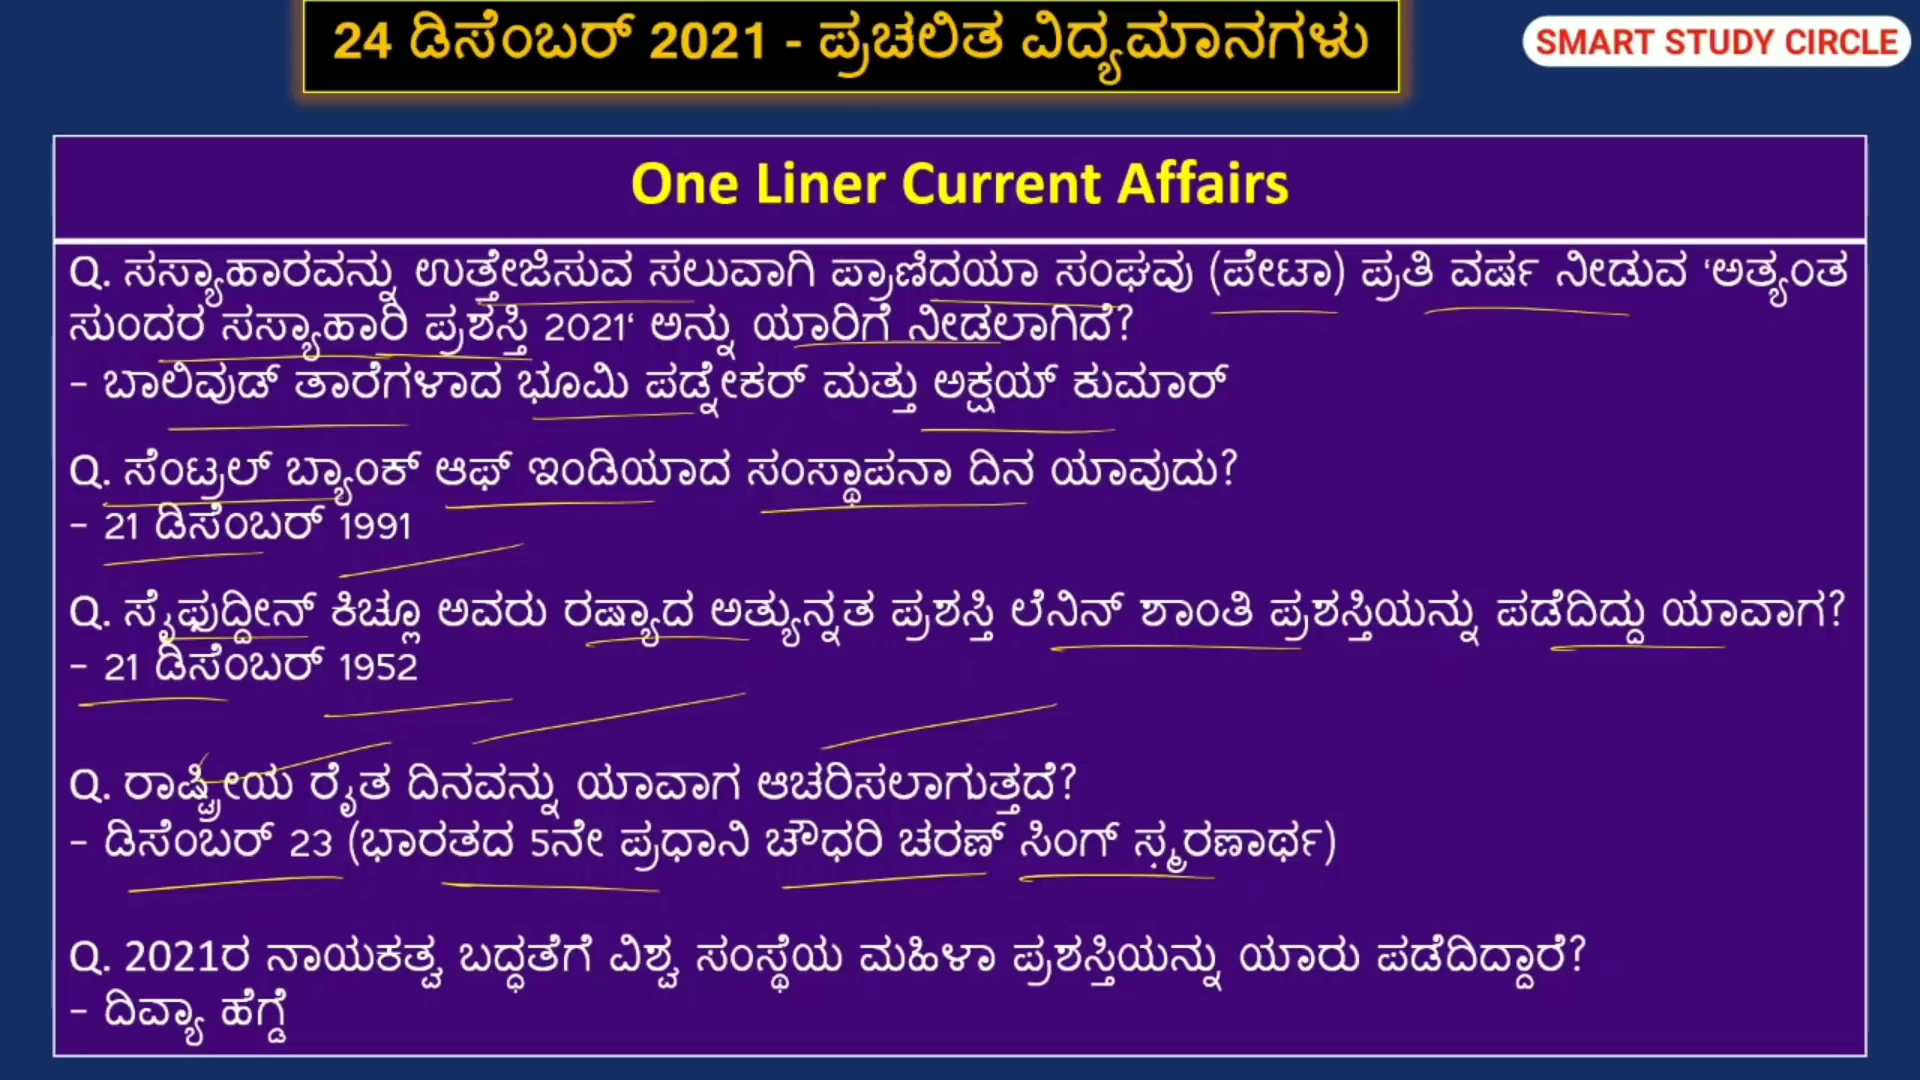 24 ಡಿಸೆಂಬರ್ 2021 - ಪ್ರಚಲಿತ ವಿದ್ಯಮಾನಗಳು
SMART STUDY CIRCLE
One Liner Current Affairs
Q. ಸಸ್ಯಾಹಾರವನ್ನು ಉತ್ತೇಜಿಸುವ ಸಲುವಾಗಿ ಪ್ರಾಣಿದಯಾ ಸಂಘವು (ಪೇಟಾ) ಪ್ರತಿ ವರ್ಷ ನೀಡುವ ‘ಅತ್ಯಂತ
ಸುಂದರ ಸಸ್ಯಾಹಾರಿ ಪ್ರಶಸ್ತಿ 2021‘ ಅನ್ನು ಯಾರಿಗೆ ನೀಡಲಾಗಿದೆ?
- ಬಾಲಿವುಡ್ ತಾರೆಗಳಾದ ಭೂಮಿ ಪಡ್ನೇಕರ್ ಮತ್ತು ಅಕ್ಷಯ್ ಕುಮಾರ್
Q. ಸೆಂಟ್ರಲ್ ಬ್ಯಾಂಕ್ ಆಫ್ ಇಂಡಿಯಾದ ಸಂಸ್ಥಾಪನಾ ದಿನ ಯಾವುದು?
- 21 ಡಿಸೆಂಬರ್ 1991
Q. ಸೈಫುದ್ದೀನ್ ಕಿಚ್ಲೂ ಅವರು ರಷ್ಯಾದ ಅತ್ಯುನ್ನತ ಪ್ರಶಸ್ತಿ ಲೆನಿನ್ ಶಾಂತಿ ಪ್ರಶಸ್ತಿಯನ್ನು ಪಡೆದಿದ್ದು ಯಾವಾಗ?
- 21 ಡಿಸೆಂಬರ್ 1952
Q. ರಾಷ್ಟ್ರೀಯ ರೈತ ದಿನವನ್ನು ಯಾವಾಗ ಆಚರಿಸಲಾಗುತ್ತದೆ?
- ಡಿಸೆಂಬರ್ 23 (ಭಾರತದ 5ನೇ ಪ್ರಧಾನಿ ಚೌಧರಿ ಚರಣ್ ಸಿಂಗ್ ಸ್ಮರಣಾರ್ಥ)
Q. 2021ರ ನಾಯಕತ್ವ ಬದ್ಧತೆಗೆ ವಿಶ್ವ ಸಂಸ್ಥೆಯ ಮಹಿಳಾ ಪ್ರಶಸ್ತಿಯನ್ನು ಯಾರು ಪಡೆದಿದ್ದಾರೆ?
- ದಿವ್ಯಾ ಹೆಗ್ಡೆ